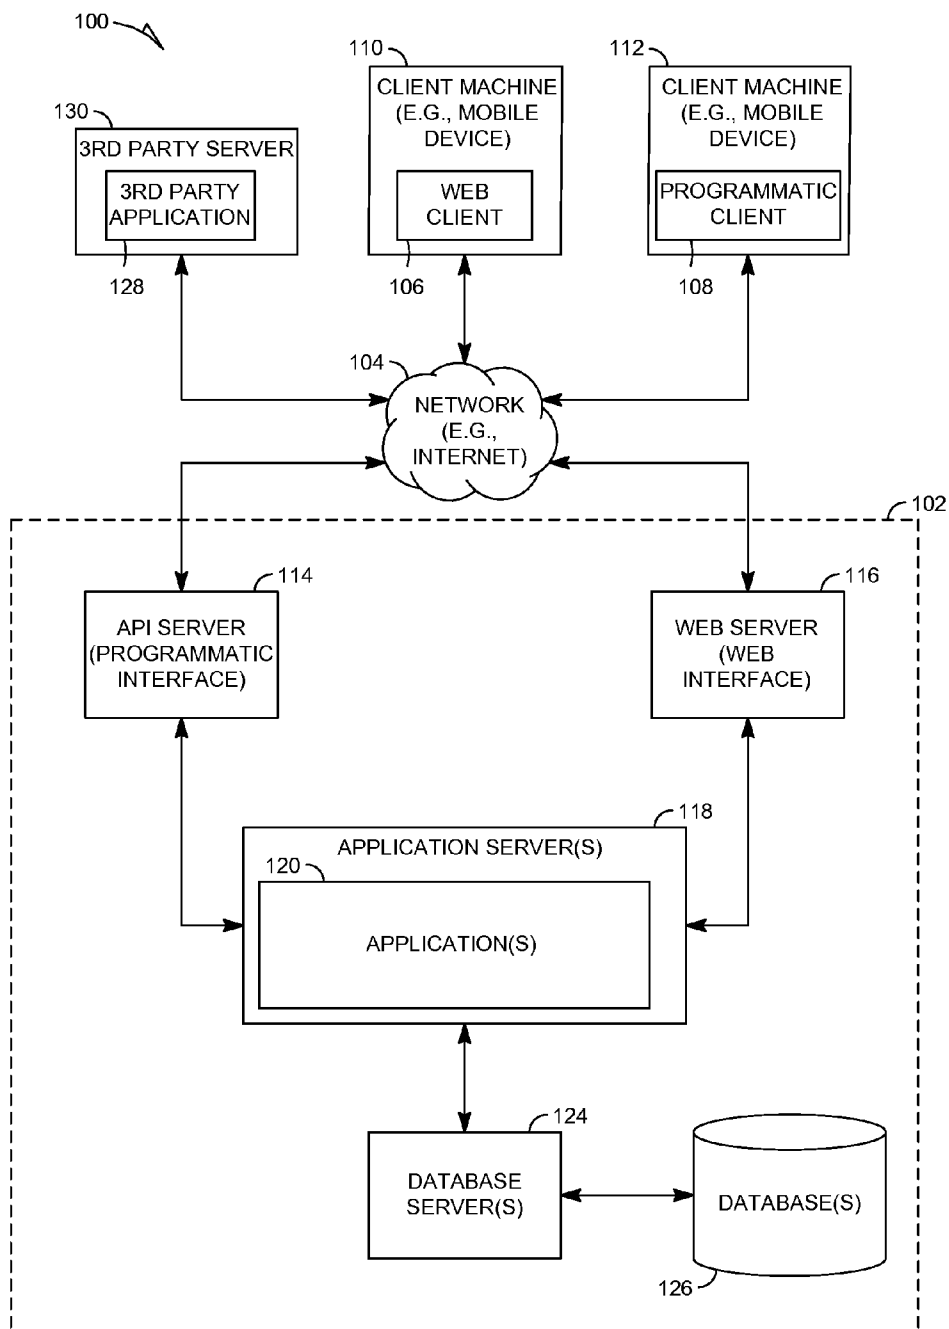 100
130
3RD PARTY SERVER
3RD PARTY
APPLICATION
128
110
CLIENT MACHINE
(E.G., MOBILE
DEVICE)
WEB
CLIENT
106
112
CLIENT MACHINE
(E.G., MOBILE
DEVICE)
PROGRAMMATIC
CLIENT
108
104
NETWORK
(E.G.,
INTERNET)
102
114
API SERVER
(PROGRAMMATIC
INTERFACE)
116
WEB SERVER
(WEB
INTERFACE)
118
APPLICATION SERVER(S)
120
APPLICATION(S)
124
DATABASE
SERVER(S)
DATABASE(S)
126